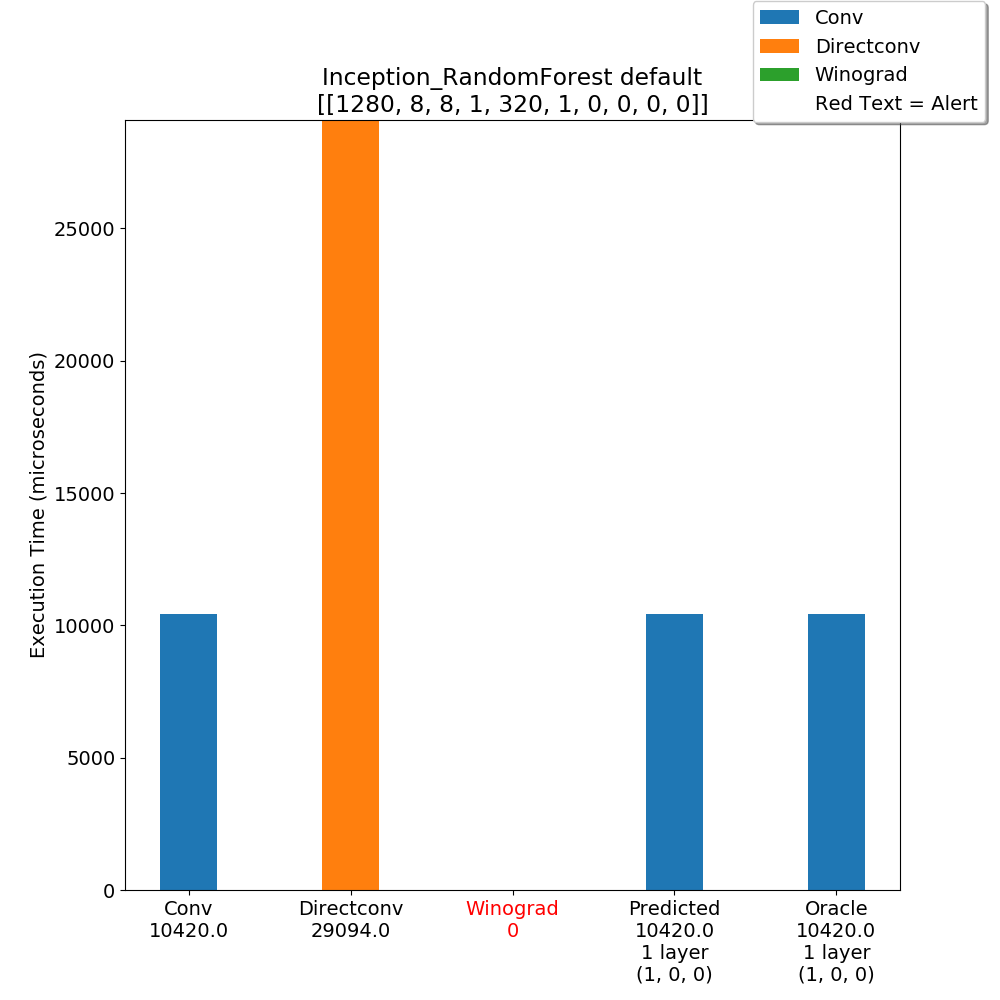 Conv
Directconv
Winograd
Red Text = Alert
Inception_RandomForest default
[[1280, 8, 8, 1, 320, 1, 0, 0, 0, 0]]
Execution Time (microseconds)
25000
20000
15000
10000
5000
0
Conv
10420.0
Directconv
29094.0
Winograd
0
Predicted
10420.0
1 layer
(1, 0, 0)
Oracle
10420.0
1 layer
(1, 0, 0)